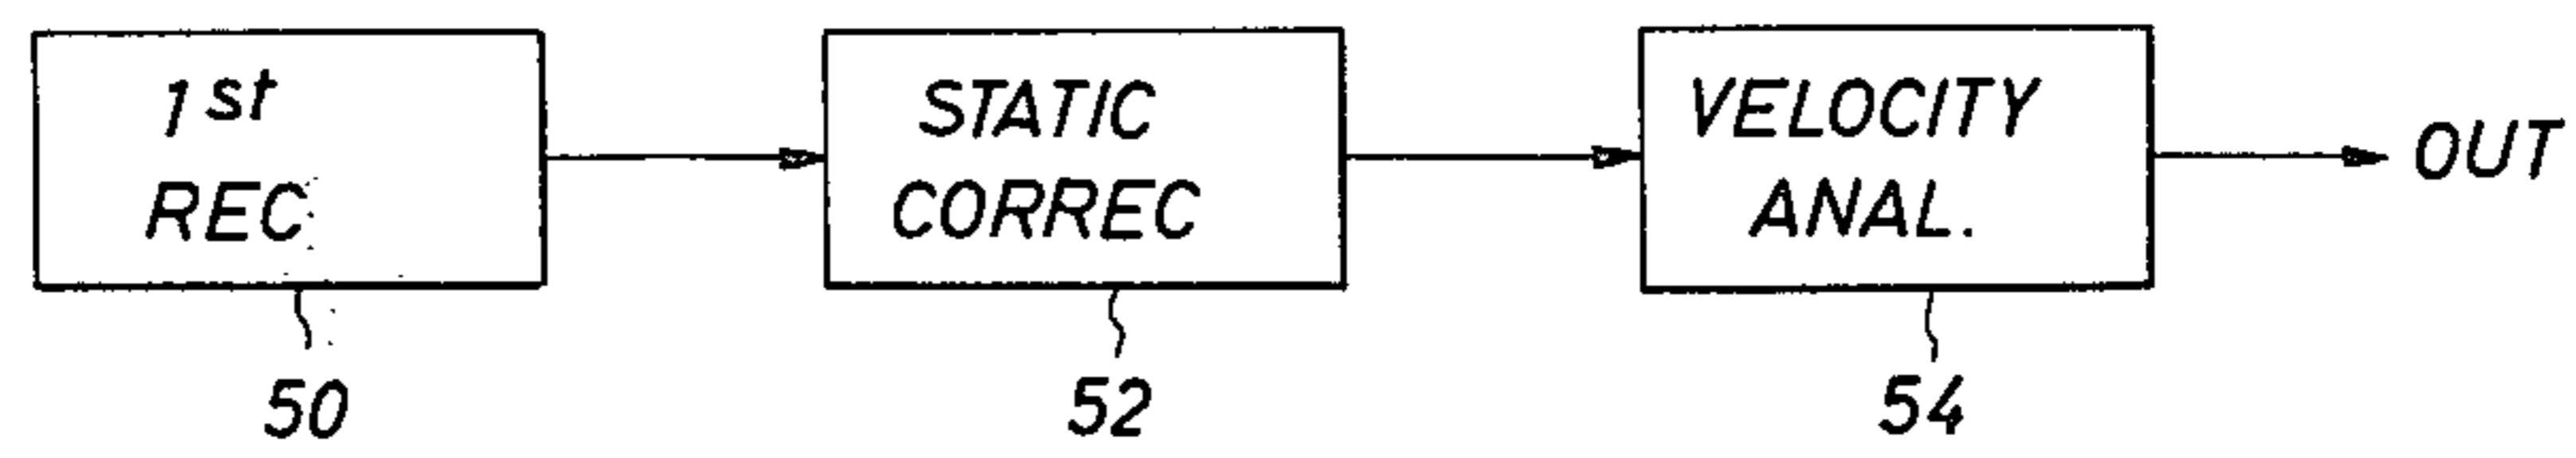 1st
REC
STATIC
CORREC
VELOCITY
ANAL.
OUT
50
52
54